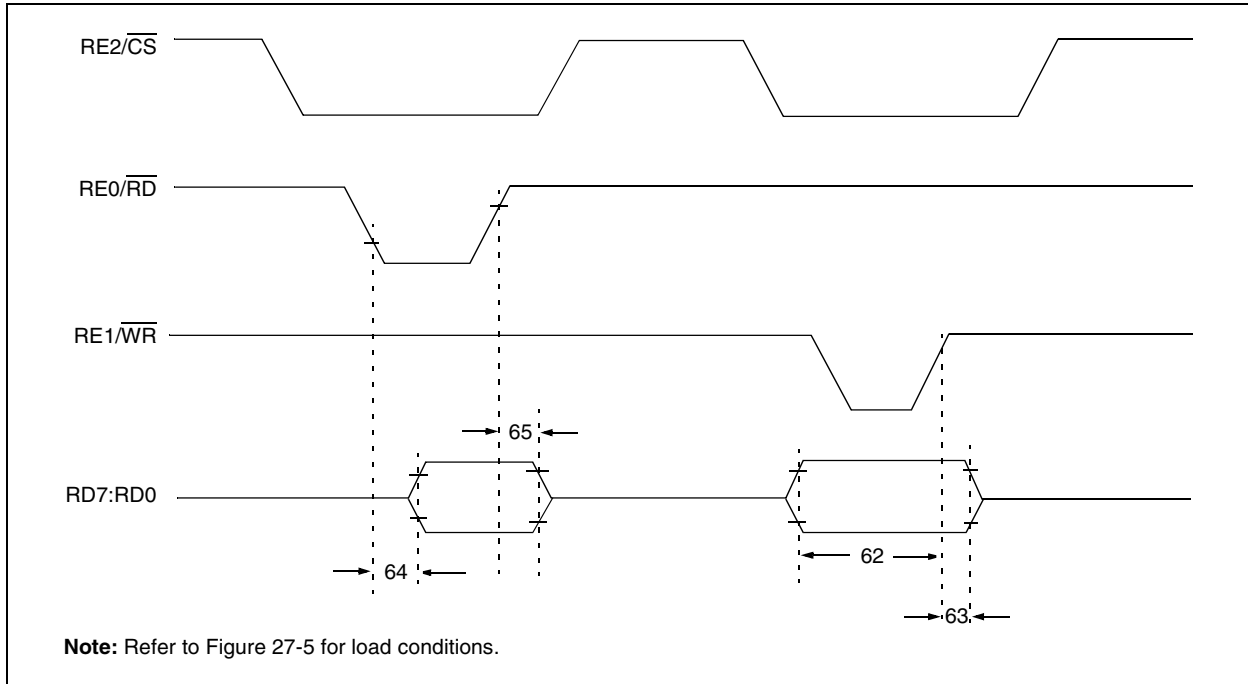 RE2/CS
RE0/RD
RE1/WR
65
RD7:RD0
62
64
63
Note: Refer to Figure 27-5 for load conditions.